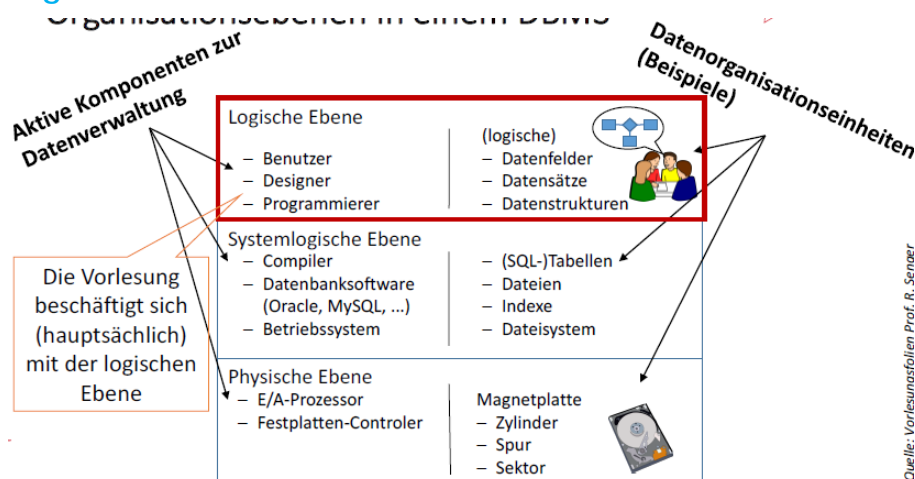 Organisationsebenen in einem DBMS
Aktive Komponenten zur
Datenverwaltung
Datenorganisationseinheiten
(Beispiele)
Logische Ebene
– Benutzer
– Designer
– Programmierer
(logische)
– Datenfelder
– Datensätze
– Datenstrukturen
Systemlogische Ebene
– Compiler
– Datenbanksoftware
(Oracle, MySQL, ...)
– Betriebssystem
– (SQL-)Tabellen
– Dateien
– Indexe
– Dateisystem
Die Vorlesung
beschäftigt sich
(hauptsächlich)
mit der logischen
Ebene
Physische Ebene
– E/A-Prozessor
– Festplatten-Controler
Magnetplatte
– Zylinder
– Spur
– Sektor
Quelle: Vorlesungsfolien Prof. R. Senger